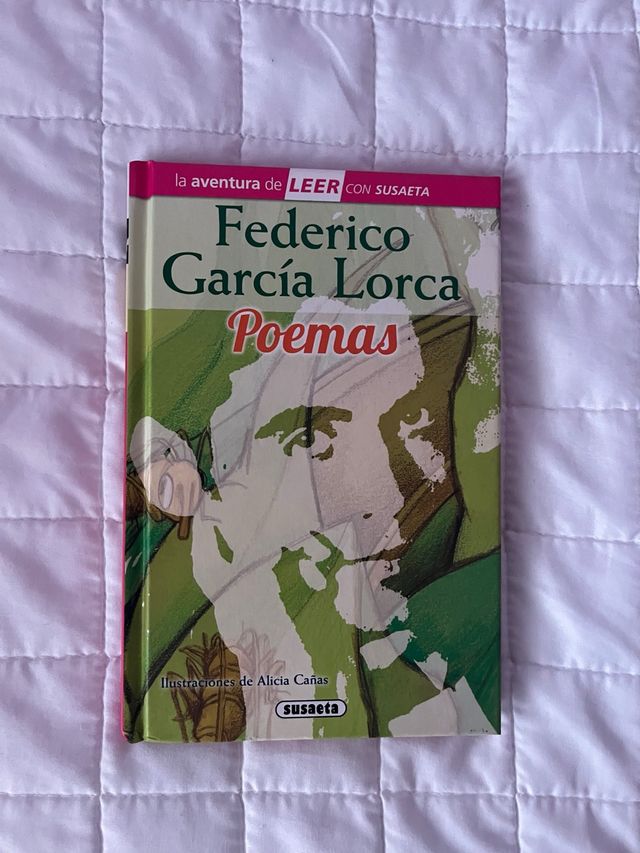 la aventura de LEER CON SUSAETA
Federico
García Lorca
Poemas
Ilustraciones de Alicia Cañas
susaeta